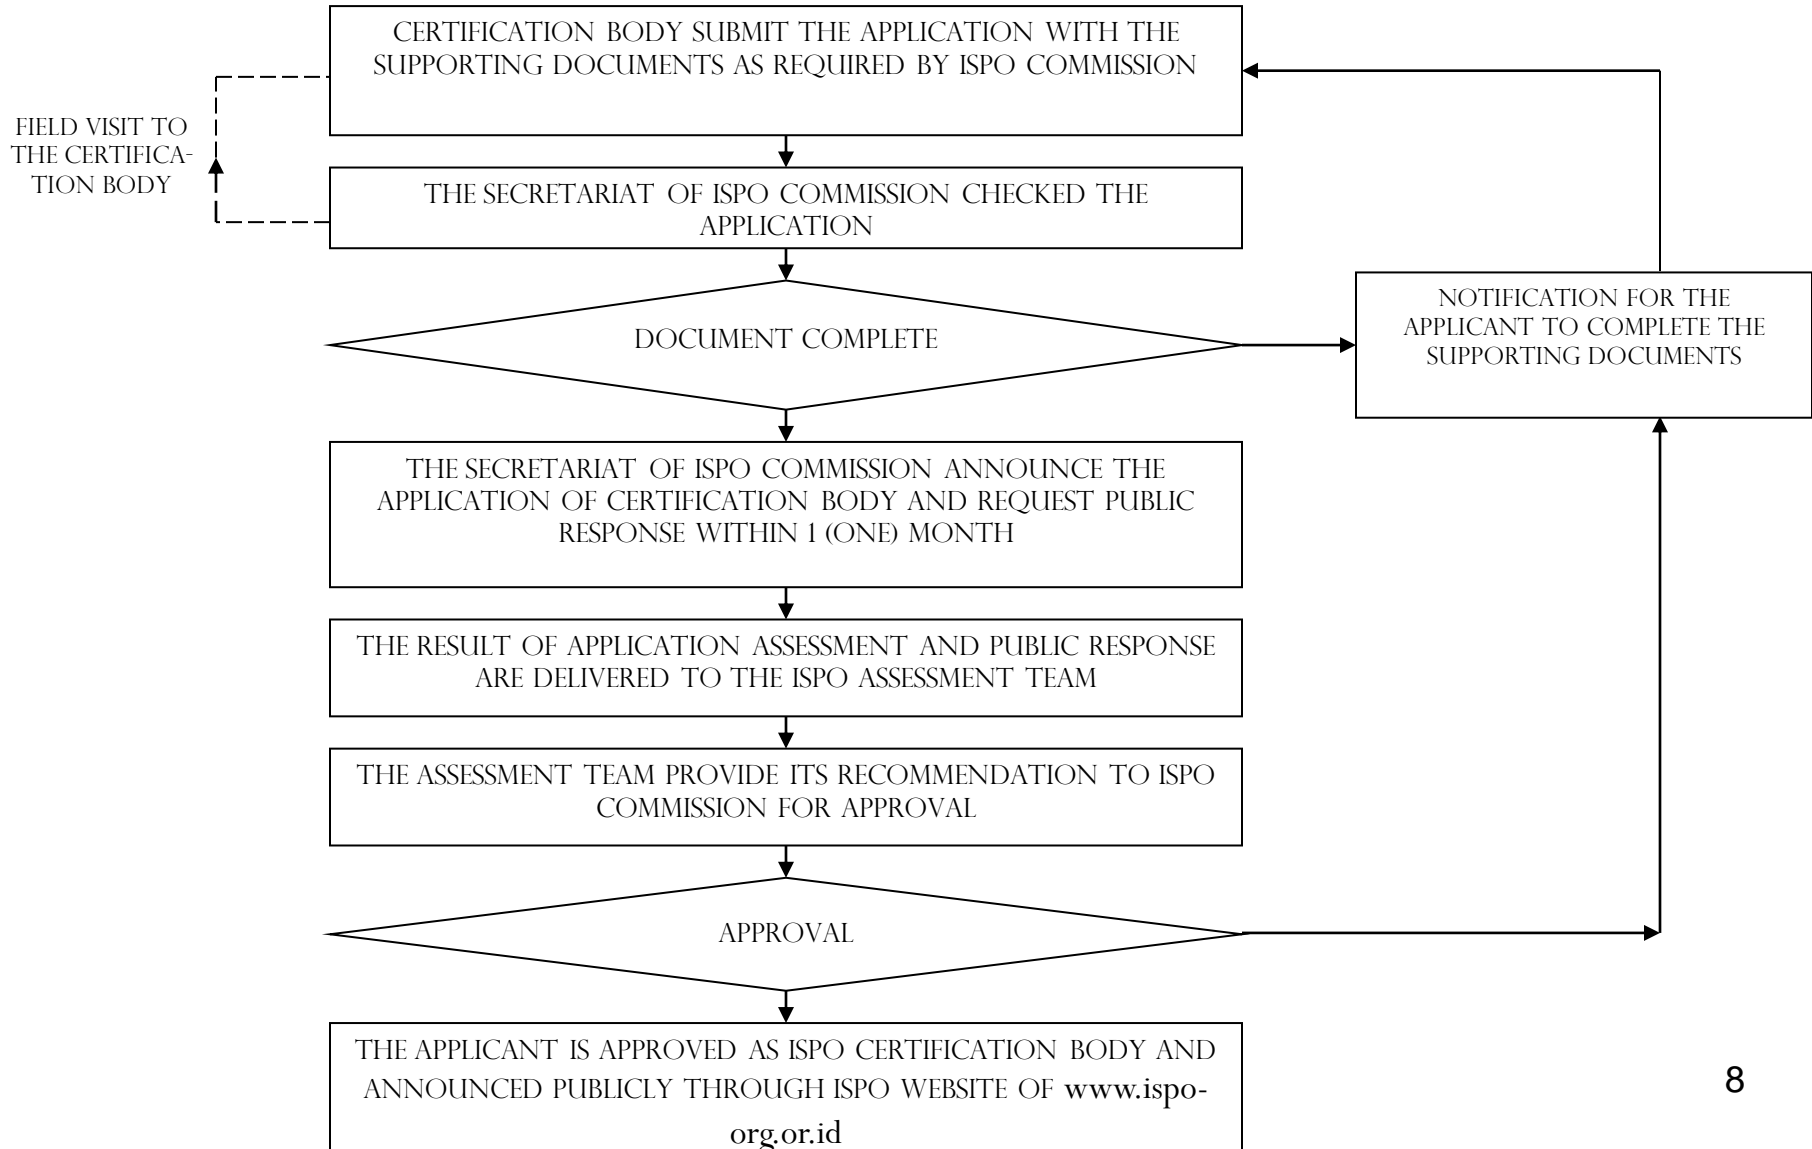 CERTIFICATION BODY SUBMIT THE APPLICATION WITH THE
SUPPORTING DOCUMENTS AS REQUIRED BY ISPO COMMISSION
FIELD VISIT TO
THE CERTIFICA-
TION BODY
THE SECRETARIAT OF ISPO COMMISSION CHECKED THE
APPLICATION
DOCUMENT COMPLETE
NOTIFICATION FOR THE
APPLICANT TO COMPLETE THE
SUPPORTING DOCUMENTS
THE SECRETARIAT OF ISPO COMMISSION ANNOUNCE THE
APPLICATION OF CERTIFICATION BODY AND REQUEST PUBLIC
RESPONSE WITHIN 1 (ONE) MONTH
THE RESULT OF APPLICATION ASSESSMENT AND PUBLIC RESPONSE
ARE DELIVERED TO THE ISPO ASSESSMENT TEAM
THE ASSESSMENT TEAM PROVIDE ITS RECOMMENDATION TO ISPO
COMMISSION FOR APPROVAL
APPROVAL
THE APPLICANT IS APPROVED AS ISPO CERTIFICATION BODY AND
ANNOUNCED PUBLICLY THROUGH ISPO WEBSITE OF www.ispo-
org.or.id
8